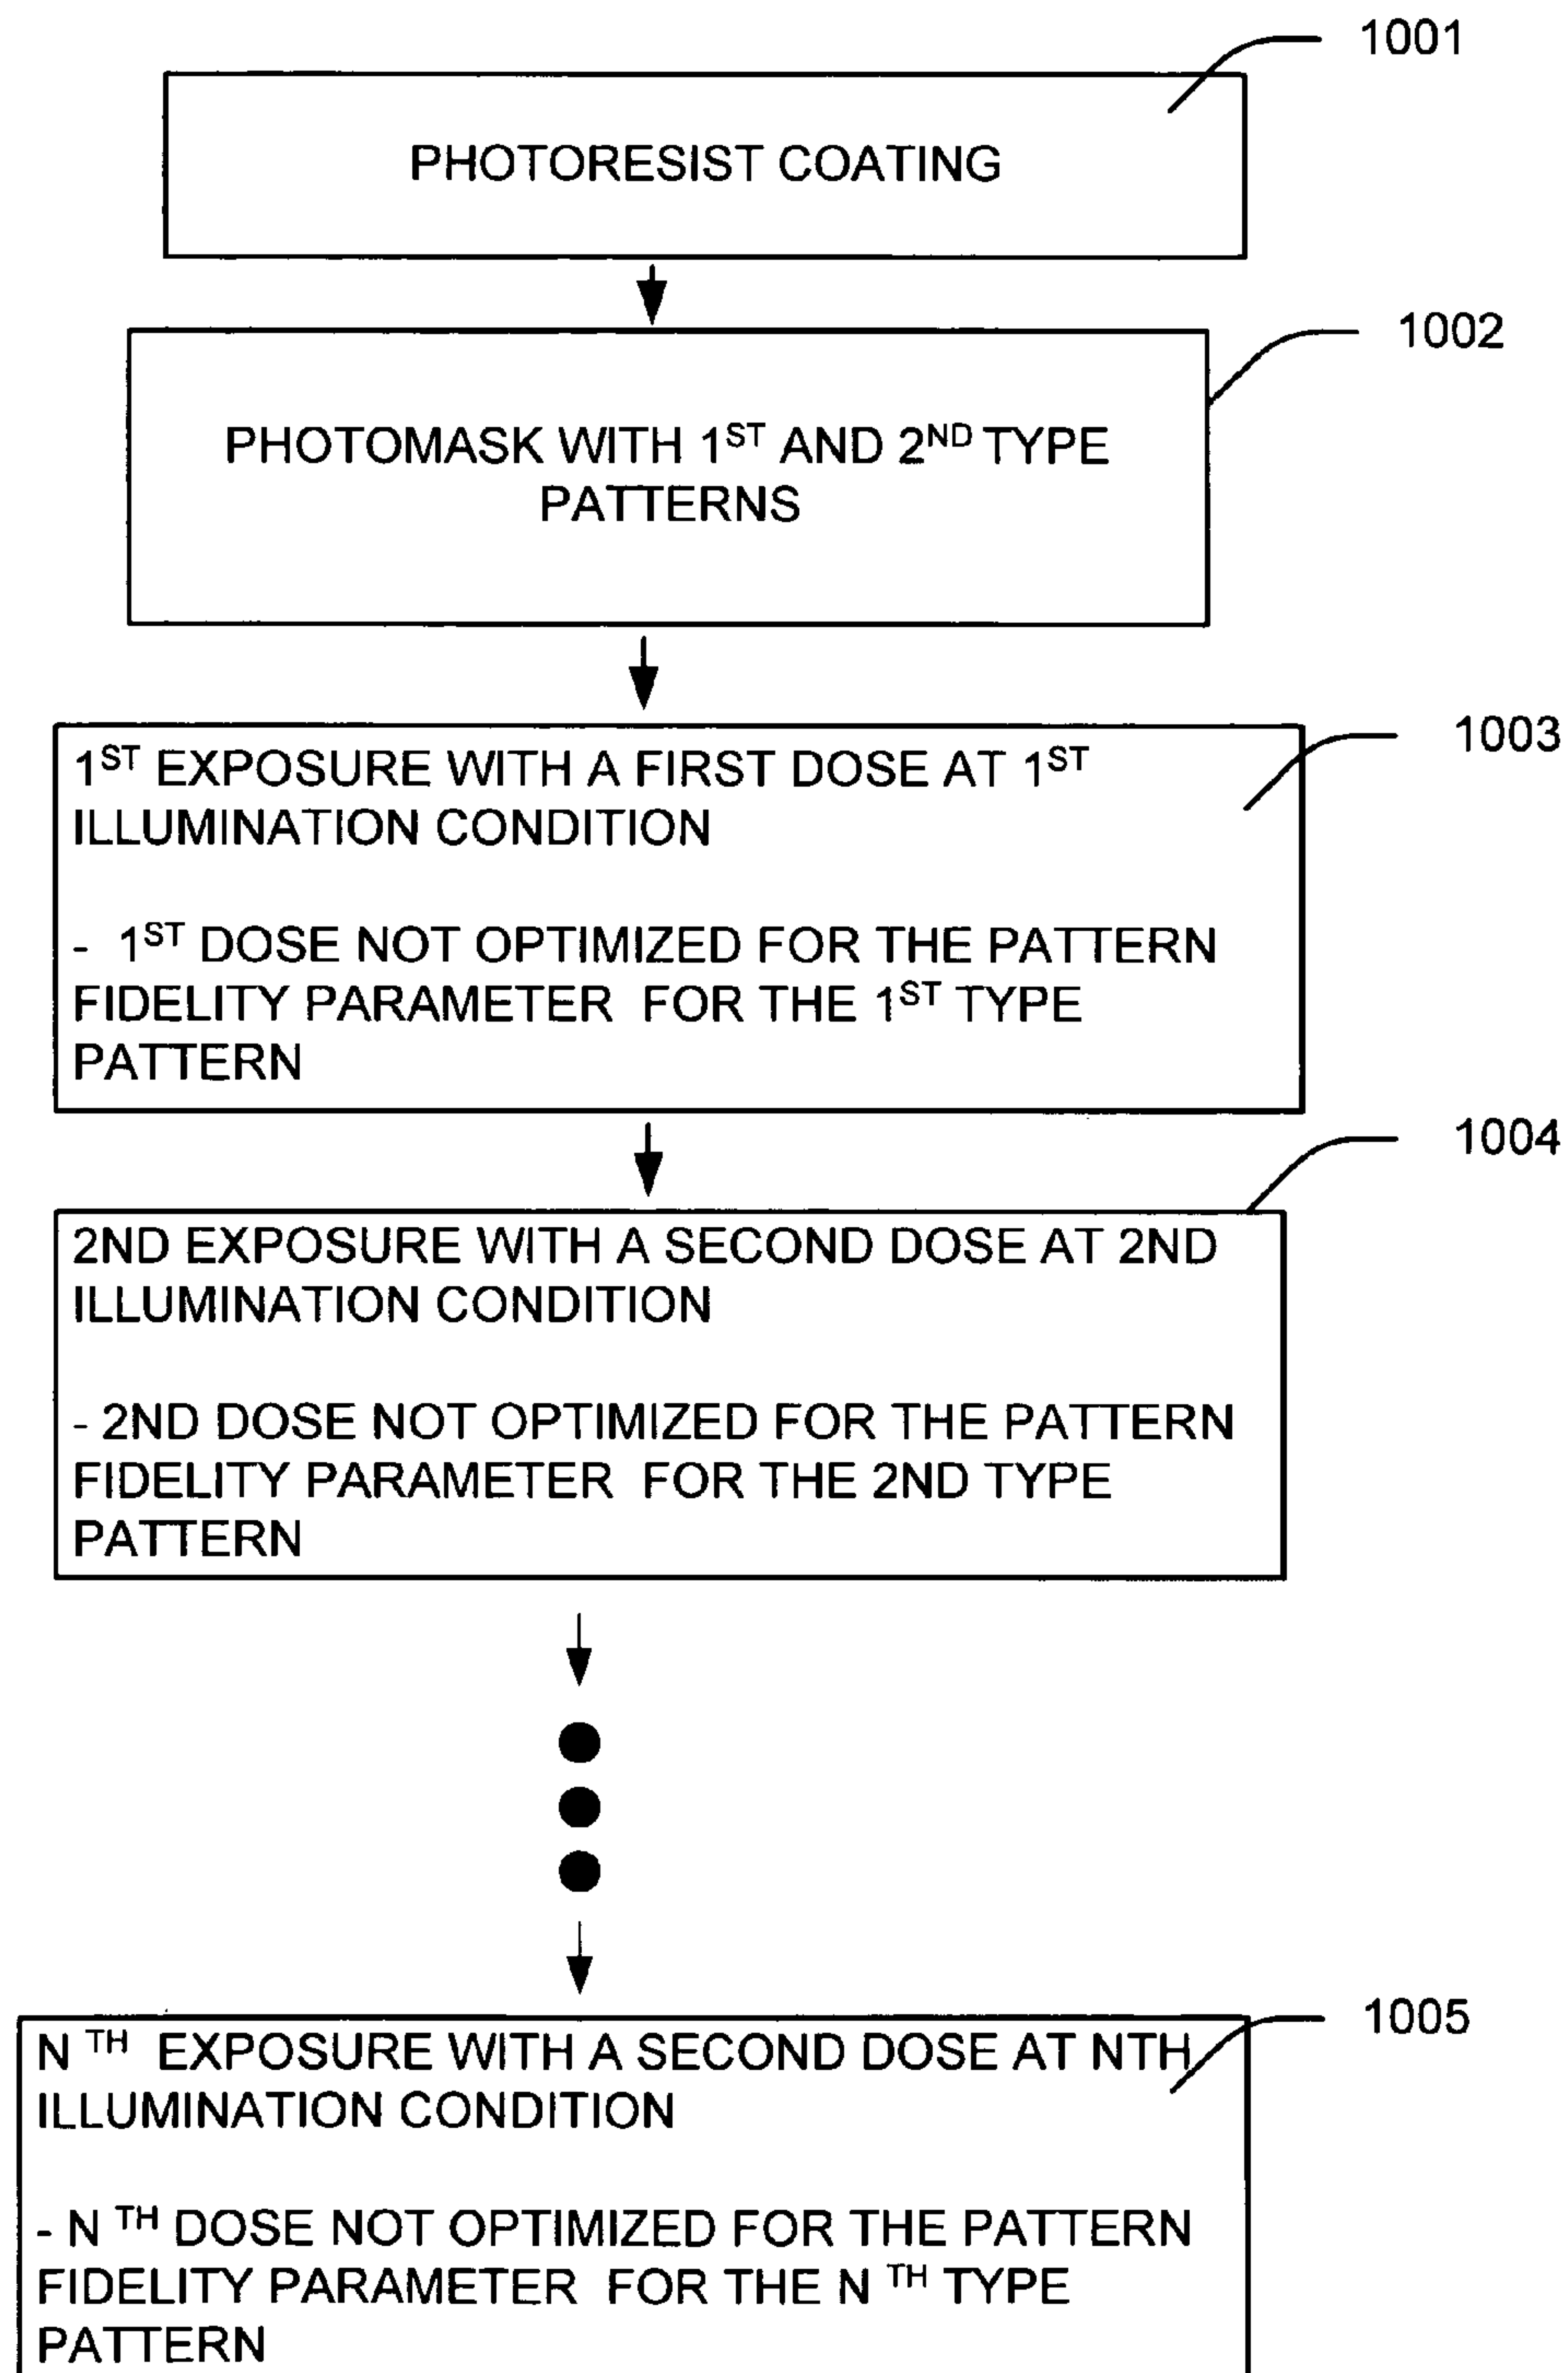 1001
PHOTORESIST COATING
1002
PHOTOMASK WITH 1ST AND 2ND TYPE
PATTERNS
1003
1ST EXPOSURE WITH A FIRST DOSE AT 1ST
ILLUMINATION CONDITION
- 1ST DOSE NOT OPTIMIZED FOR THE PATTERN
FIDELITY PARAMETER FOR THE 1ST TYPE
PATTERN
1004
2ND EXPOSURE WITH A SECOND DOSE AT 2ND
ILLUMINATION CONDITION
- 2ND DOSE NOT OPTIMIZED FOR THE PATTERN
FIDELITY PARAMETER FOR THE 2ND TYPE
PATTERN
1005
N TH EXPOSURE WITH A SECOND DOSE AT NTH
ILLUMINATION CONDITION
- N TH DOSE NOT OPTIMIZED FOR THE PATTERN
FIDELITY PARAMETER FOR THE N TH TYPE
PATTERN